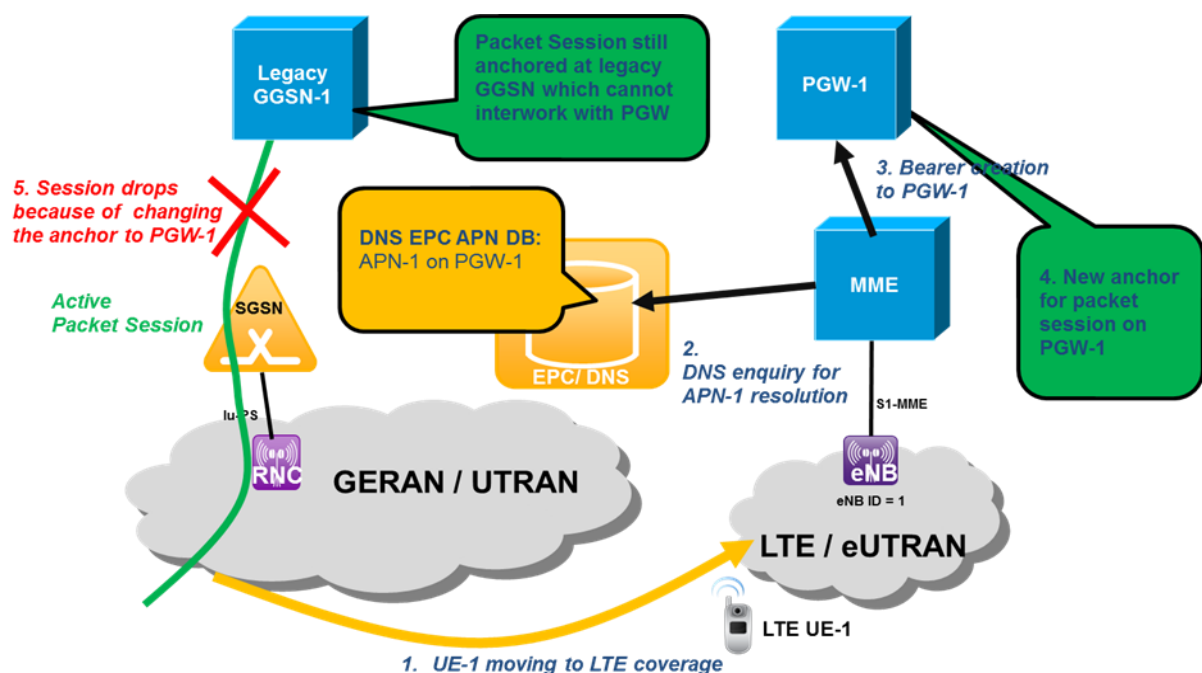 Legacy
GGSN-1
Packet Session still
anchored at legacy
GGSN which cannot
interwork with PGW
PGW-1
5. Session drops
because of changing
the anchor to PGW-1
3. Bearer creation
to PGW-1
DNS EPC APN DB:
APN-1 on PGW-1
MME
4. New anchor
for packet
session on
PGW-1
Active
Packet Session
SGSN
EPC/ DNS
2.
DNS enquiry for
APN-1 resolution
S1-MME
Iu-PS
RNC
GERAN / UTRAN
eNB
eNB ID = 1
LTE / eUTRAN
LTE UE-1
1. UE-1 moving to LTE coverage